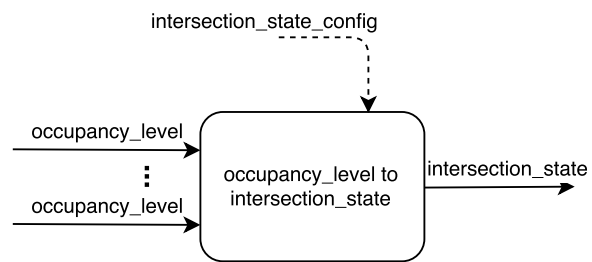 intersection_state_config
occupancy_level
occupancy_level
occupancy_level to
intersection_state
intersection_state